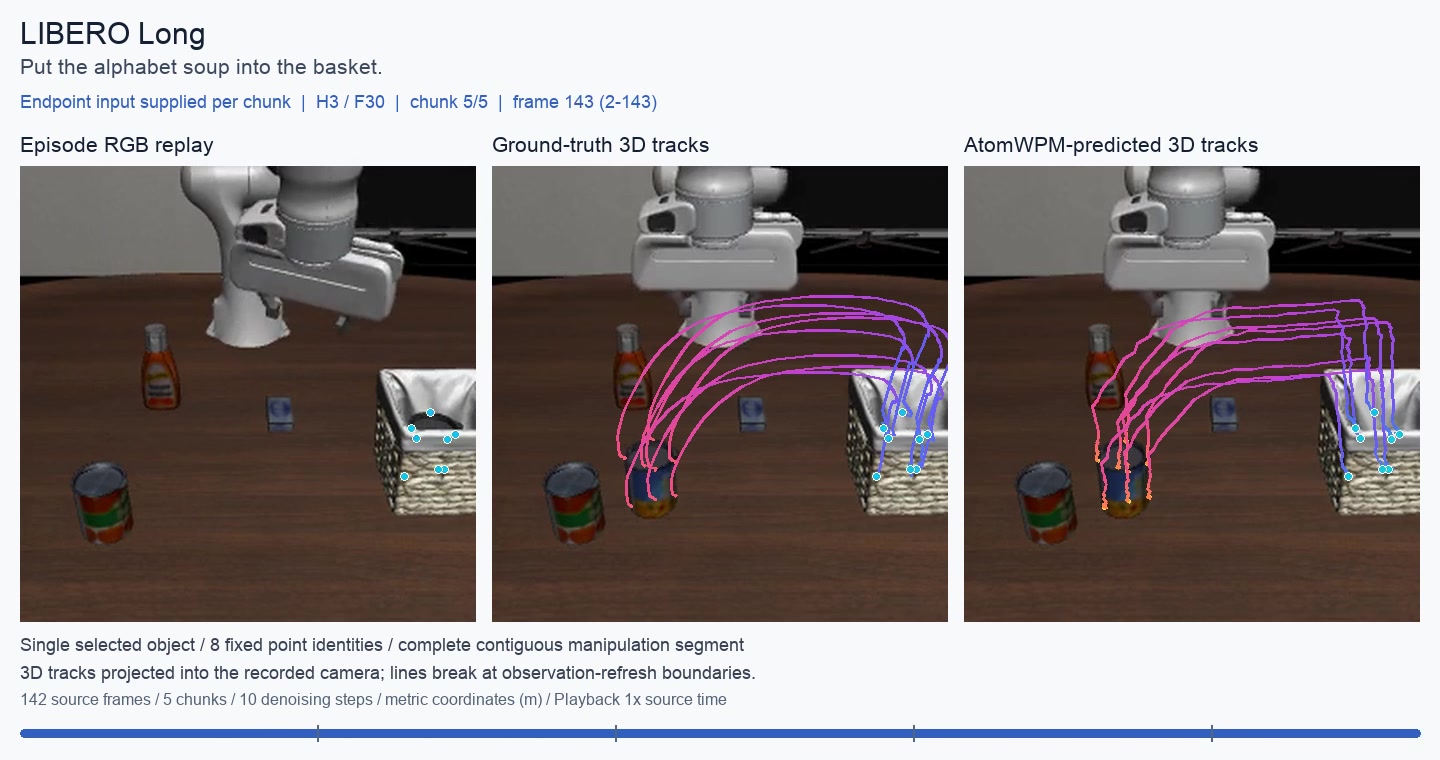 LIBERO Long
Put the alphabet soup into the basket.
Endpoint input supplied per chunk | H3 / F30 | chunk 5/5 | frame 143 (2-143)
Episode RGB replay
Ground-truth 3D tracks
AtomWPM-predicted 3D tracks
Single selected object / 8 fixed point identities / complete contiguous manipulation segment
3D tracks projected into the recorded camera; lines break at observation-refresh boundaries.
142 source frames / 5 chunks / 10 denoising steps / metric coordinates (m) / Playback 1x source time